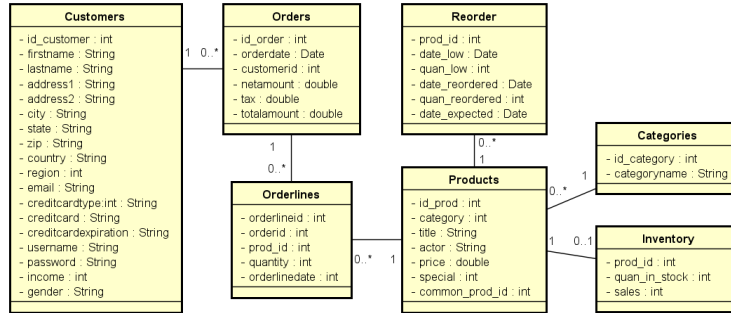 Customers
- id_customer : int
- firstname : String
- lastname : String
- address1 : String
- address2 : String
- city : String
- state : String
- zip : String
- country : String
- region : int
- email : String
- creditcardtype:int : String
- creditcard : String
- creditcardexpiration : String
- username : String
- password : String
- income : int
- gender : String
1 0..*
Orders
- id_order : int
- orderdate : Date
- customerid : int
- netamount : double
- tax : double
- totalamount : double
1
0..*
Orderlines
- orderlineid : int
- orderid : int
- prod_id : int
- quantity : int
- orderlinedate : int
0..* 1
Reorder
- prod_id : int
- date_low : Date
- quan_low : int
- date_reordered : Date
- quan_reordered : int
- date_expected : Date
0..*
1
Products
- id_prod : int
- category : int
- title : String
- actor : String
- price : double
- special : int
- common_prod_id : int
0..* 1
Categories
- id_category : int
- categoryname : String
1 0..1
Inventory
- prod_id : int
- quan_in_stock : int
- sales : int